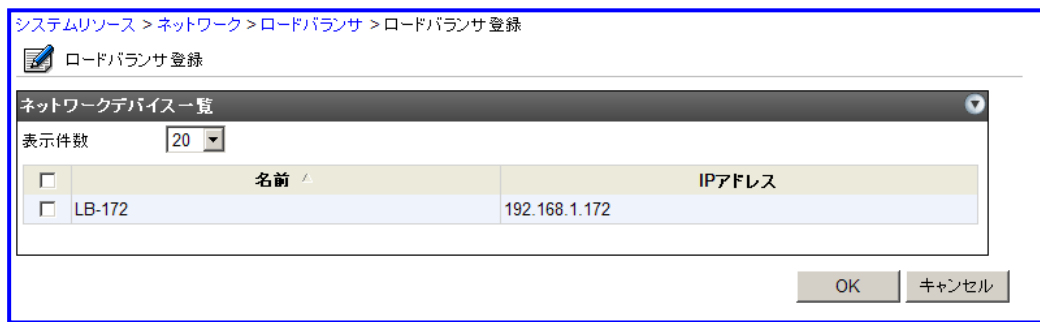 システムリソース > ネットワーク > ロードバランサ > ロードバランサ登録
ロードバランサ登録
ネットワークデバイス一覧
表示件数 20
名前 IPアドレス
LB-172 192.168.1.172
OK キャンセル